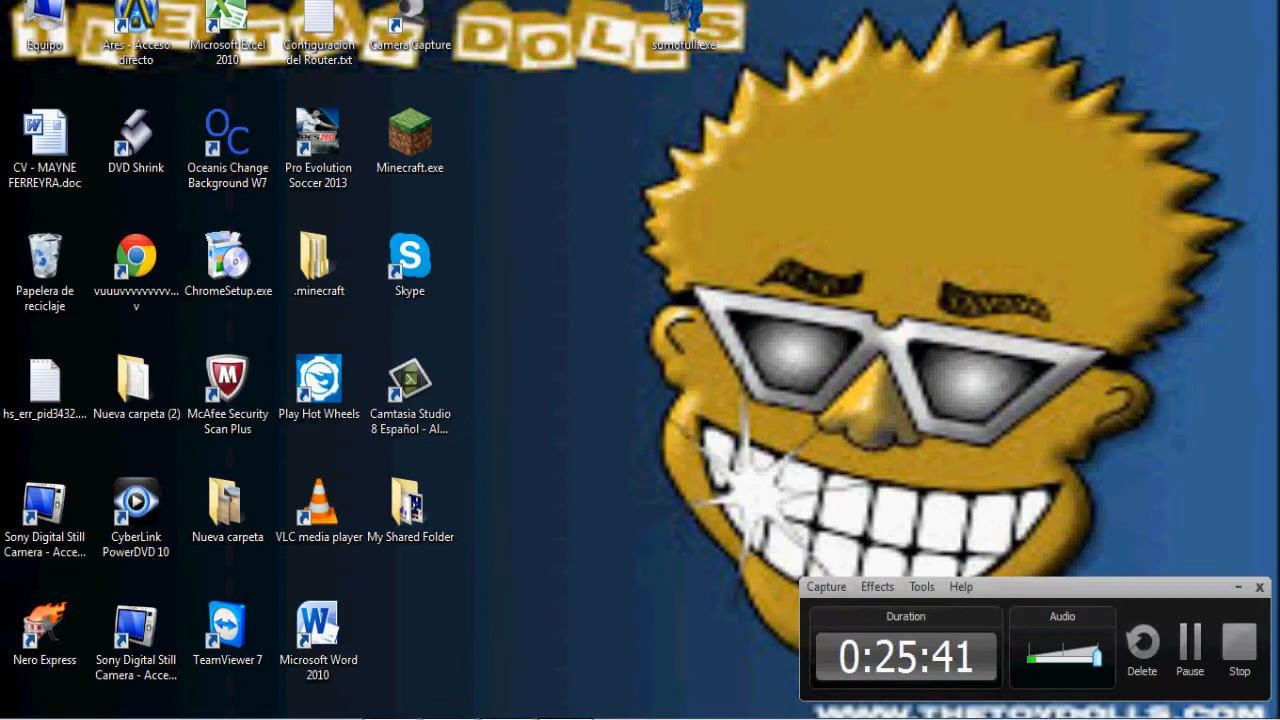 DOLLS
Equipo
Ares - Acceso
directo
Microsoft Excel
2010
Configuracion
del Router.txt
Camera Capture
sumofull.exe
CV - MAYNE
FERREYRA.doc
DVD Shrink
Oceanis Change
Background W7
Pro Evolution
Soccer 2013
Minecraft.exe
Papelera de
reciclaje
vuuuvvvvvvvv...
v
ChromeSetup.exe
.minecraft
Skype
hs_err_pid3432....
Nueva carpeta (2)
McAfee Security
Scan Plus
Play Hot Wheels
Camtasia Studio
8 Español - Al...
Sony Digital Still
Camera - Acce...
CyberLink
PowerDVD 10
Nueva carpeta
VLC media player
My Shared Folder
Nero Express
Sony Digital Still
Camera - Acce...
TeamViewer 7
Microsoft Word
2010
Capture Effects Tools Help
Duration
0:25:41
Audio
Delete
Pause
Stop
WWW.THETOYDOLLS.COM